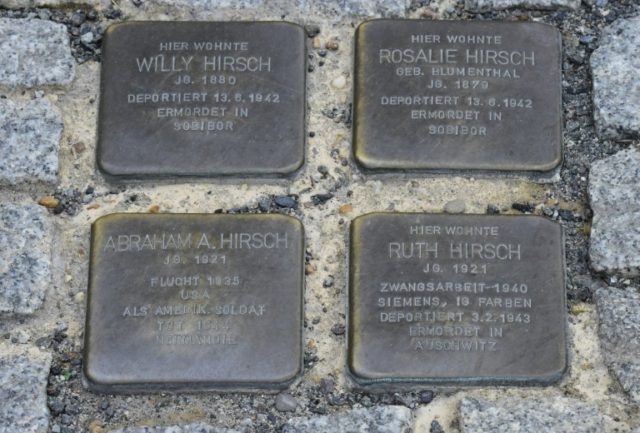 HIER WOHNTE
WILLY HIRSCH
JG. 1880
DEPORTIERT 13.6.1942
ERMORDET IN
SOBIBOR
HIER WOHNTE
ROSALIE HIRSCH
GEB. BLUMENTHAL
JG. 1879
DEPORTIERT 13.6.1942
ERMORDET IN
SOBIBOR
ABRAHAM A. HIRSCH
JG. 1921
FLUCHT 1935
USA
ALS AMERIK. SOLDAT
TOT 1944
NORMANDIE
HIER WOHNTE
RUTH HIRSCH
JG. 1921
ZWANGSARBEIT-1940
SIEMENS, IG FARBEN
DEPORTIERT 3.2.1943
ERMORDET IN
AUSCHWITZ